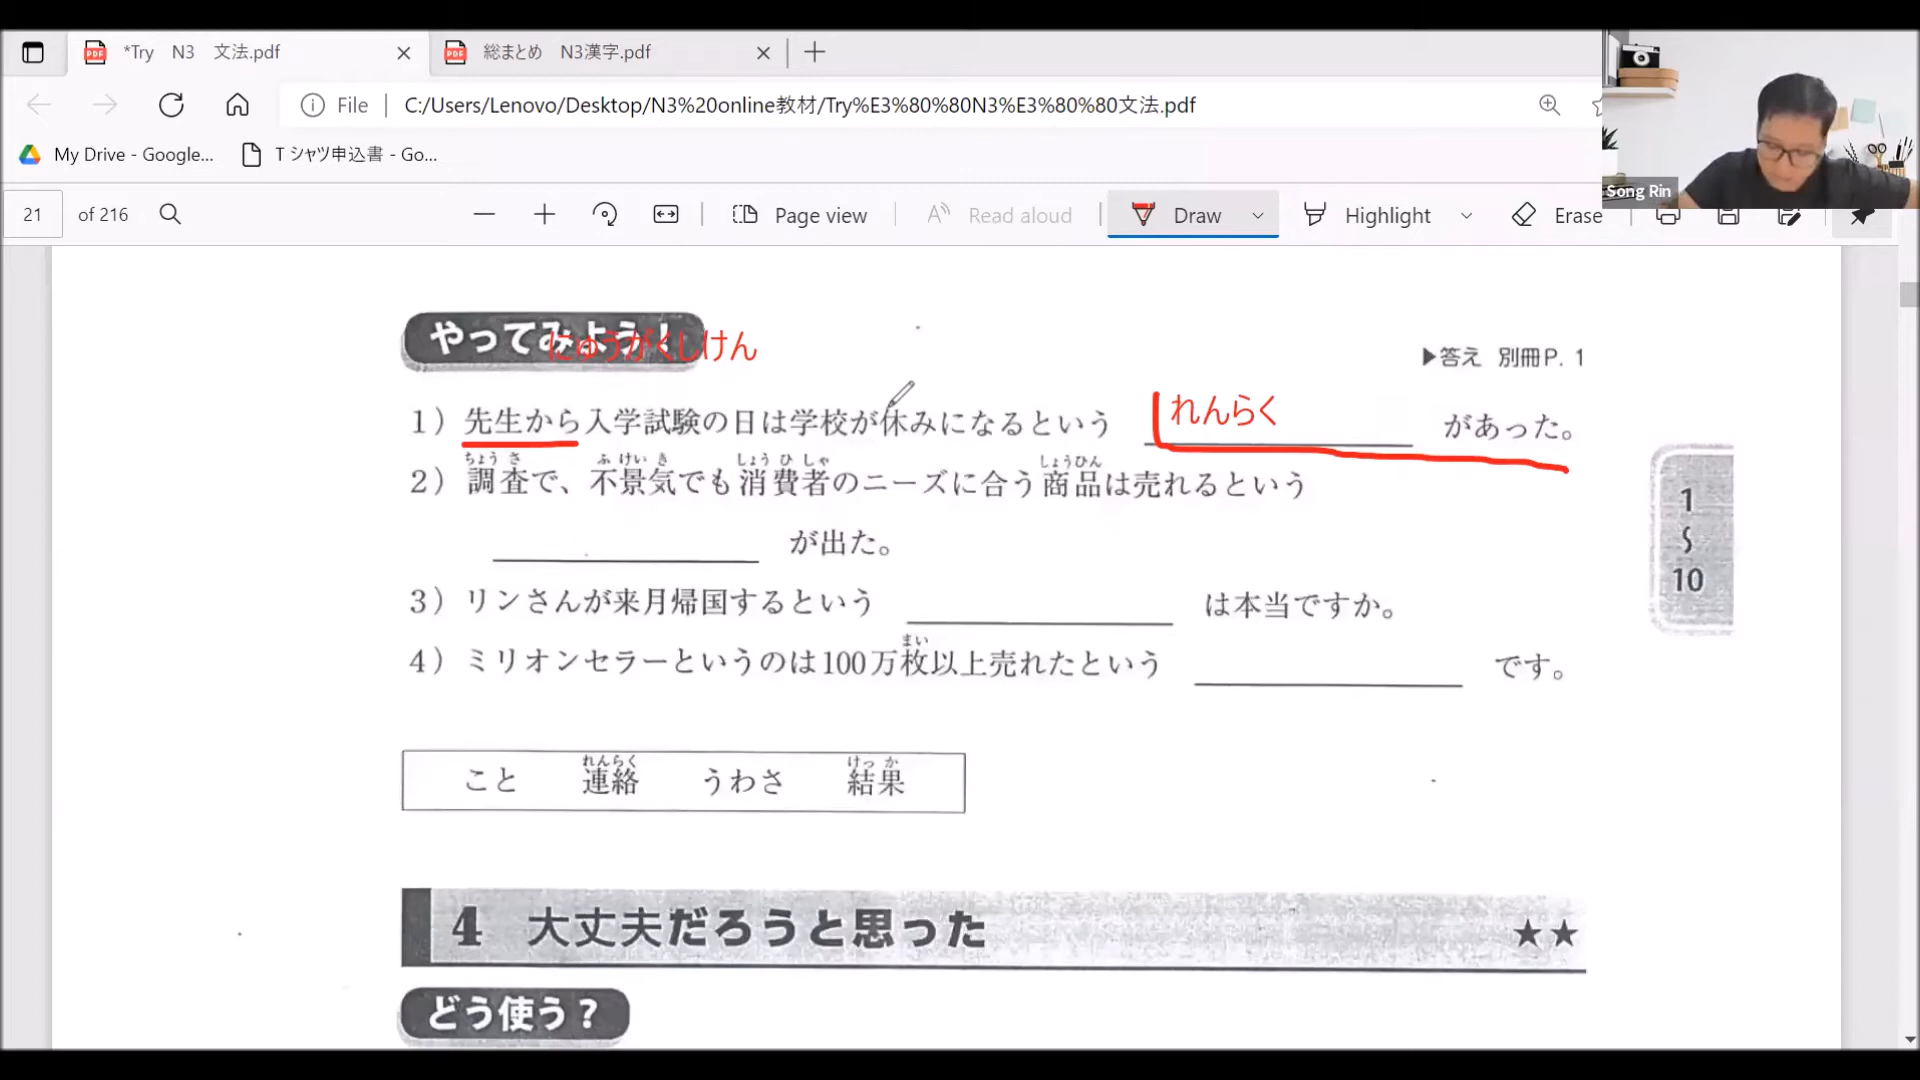 *Try N3 文法.pdf
総まとめ N3漢字.pdf
File C:/Users/Lenovo/Desktop/N3%20online教材/Try%E3%80%80N3%E3%80%80文法.pdf
My Drive - Google...
Tシャツ申込書 - Go...
Song Rin
21 of 216
Page view
Read aloud
Draw
Highlight
Erase
やってみよう！
にゅうがくしけん
▶答え 別冊P. 1
1）先生から入学試験の日は学校が休みになるという れんらく があった。
ちょう さ ふ けい き しょう ひ しゃ しょうひん
2）調査で、不景気でも消費者のニーズに合う商品は売れるという
が出た。
3）リンさんが来月帰国するという は本当ですか。
まい
4）ミリオンセラーというのは100万枚以上売れたという です。
れんらく けっ か
こと 連絡 うわさ 結果
1
〜
10
4 大丈夫だろうと思った ★★
どう使う？